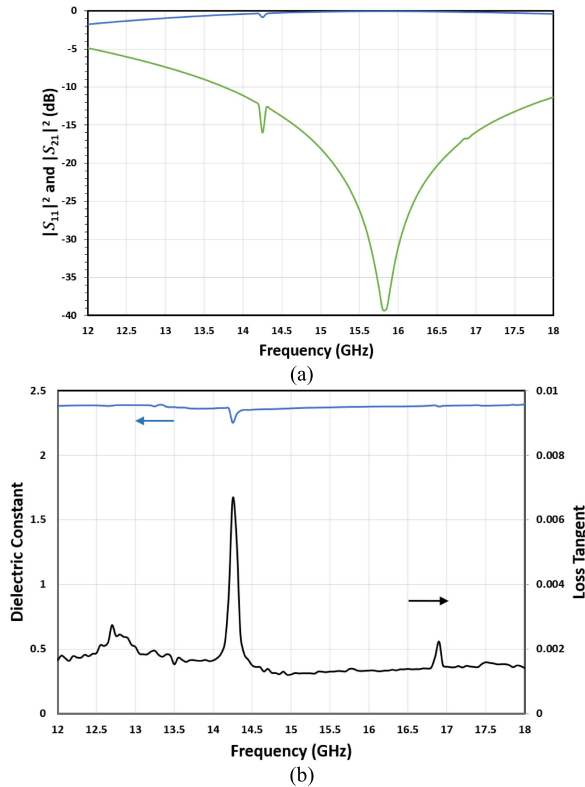 0
-5
-10
-15
-20
-25
-30
-35
-40
|S₁₁|² and |S₂₁|² (dB)
12 12.5 13 13.5 14 14.5 15 15.5 16 16.5 17 17.5 18
Frequency (GHz)
(a)
2.5
2
1.5
1
0.5
0
Dielectric Constant
0.01
0.008
0.006
0.004
0.002
0
Loss Tangent
12 12.5 13 13.5 14 14.5 15 15.5 16 16.5 17 17.5 18
Frequency (GHz)
(b)